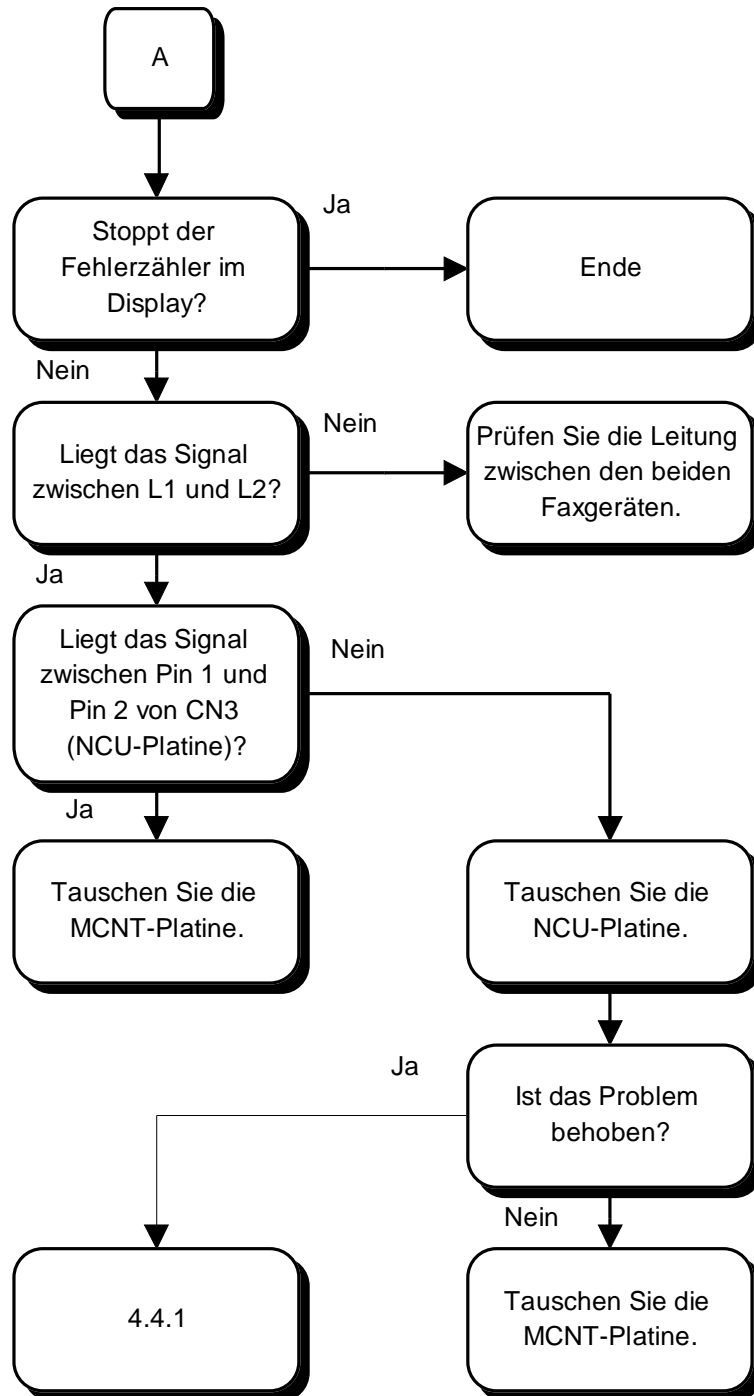 A
Stoppt der
Fehlerzähler im
Display?
Ja
Ende
Nein
Liegt das Signal
zwischen L1 und L2?
Nein
Prüfen Sie die Leitung
zwischen den beiden
Faxgeräten.
Ja
Liegt das Signal
zwischen Pin 1 und
Pin 2 von CN3
(NCU-Platine)?
Nein
Ja
Tauschen Sie die
MCNT-Platine.
Tauschen Sie die
NCU-Platine.
Ja
Ist das Problem
behoben?
Nein
4.4.1
Tauschen Sie die
MCNT-Platine.